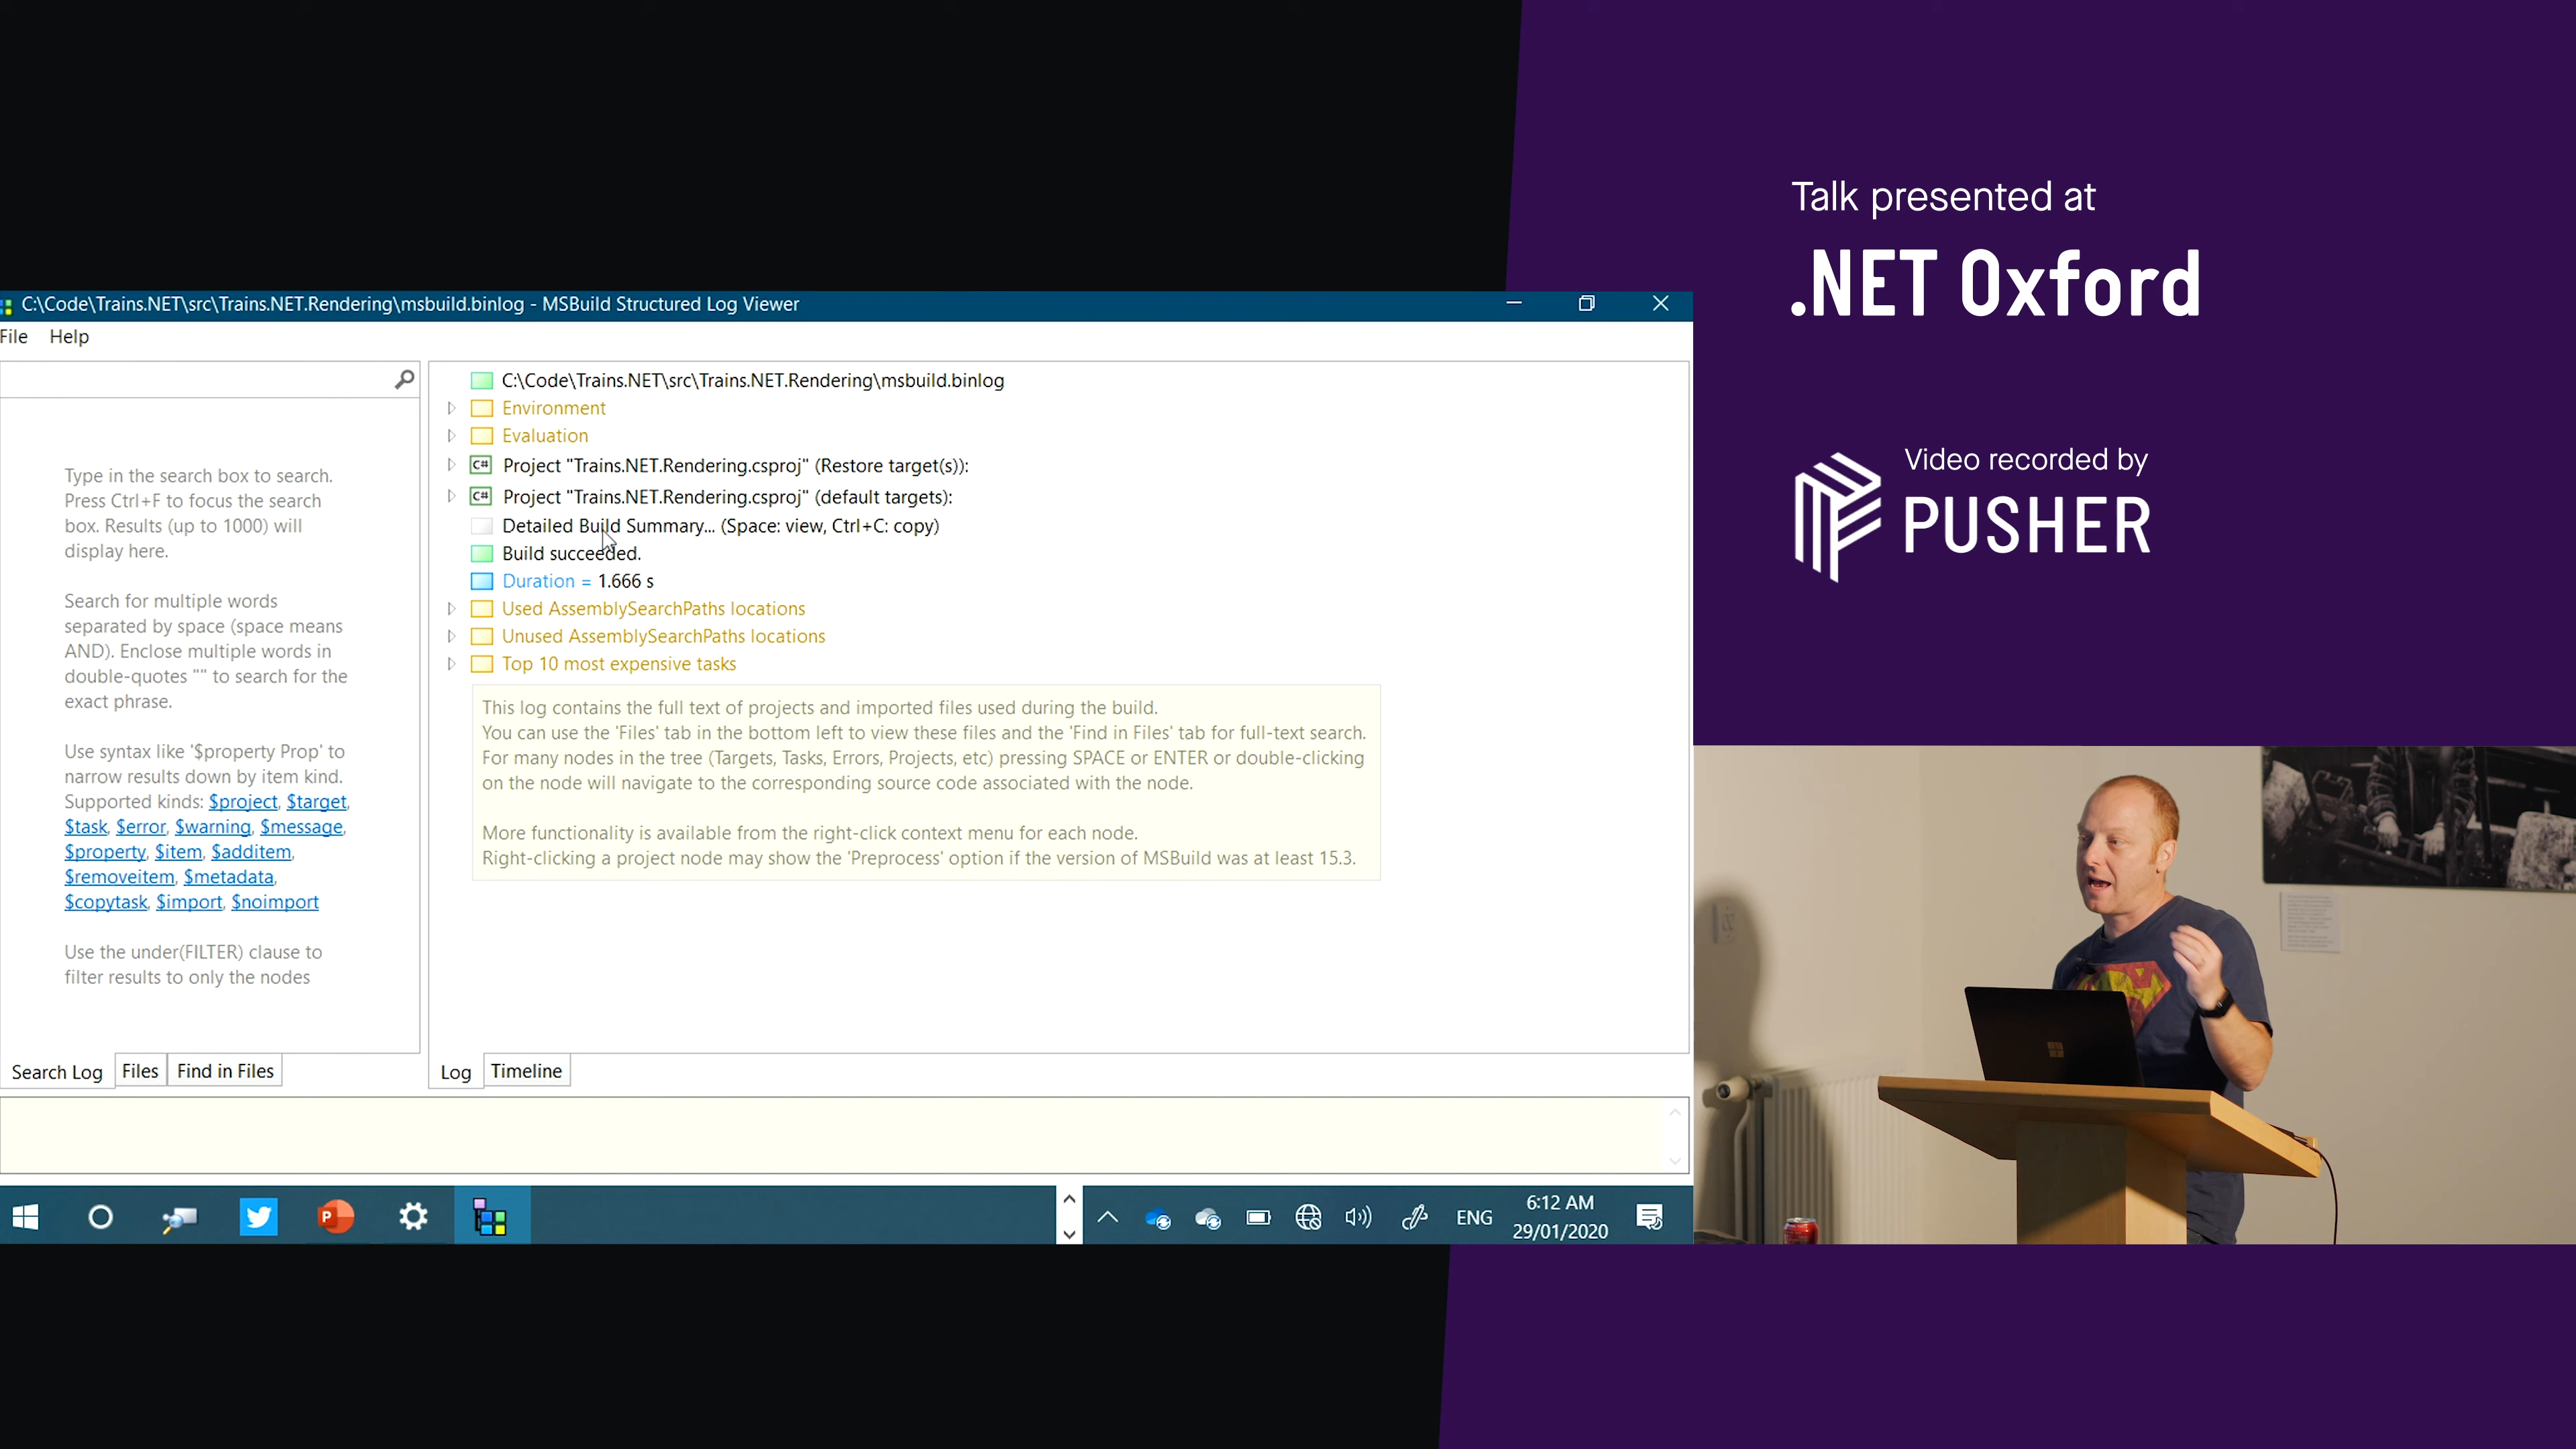 Talk presented at
.NET Oxford
Video recorded by
PUSHER
C:\Code\Trains.NET\src\Trains.NET.Rendering\msbuild.binlog - MSBuild Structured Log Viewer
File Help
Type in the search box to search.
Press Ctrl+F to focus the search
box. Results (up to 1000) will
display here.
Search for multiple words
separated by space (space means
AND). Enclose multiple words in
double-quotes "" to search for the
exact phrase.
Use syntax like '$property Prop' to
narrow results down by item kind.
Supported kinds: $project, $target,
$task, $error, $warning, $message,
$property, $item, $additem,
$removeitem, $metadata,
$copytask, $import, $noimport
Use the under(FILTER) clause to
filter results to only the nodes
Search Log Files Find in Files
C:\Code\Trains.NET\src\Trains.NET.Rendering\msbuild.binlog
Environment
Evaluation
C# Project "Trains.NET.Rendering.csproj" (Restore target(s)):
C# Project "Trains.NET.Rendering.csproj" (default targets):
Detailed Build Summary... (Space: view, Ctrl+C: copy)
Build succeeded.
Duration = 1.666 s
Used AssemblySearchPaths locations
Unused AssemblySearchPaths locations
Top 10 most expensive tasks
This log contains the full text of projects and imported files used during the build.
You can use the 'Files' tab in the bottom left to view these files and the 'Find in Files' tab for full-text search.
For many nodes in the tree (Targets, Tasks, Errors, Projects, etc) pressing SPACE or ENTER or double-clicking
on the node will navigate to the corresponding source code associated with the node.
More functionality is available from the right-click context menu for each node.
Right-clicking a project node may show the 'Preprocess' option if the version of MSBuild was at least 15.3.
Log Timeline
P
ENG
6:12 AM
29/01/2020